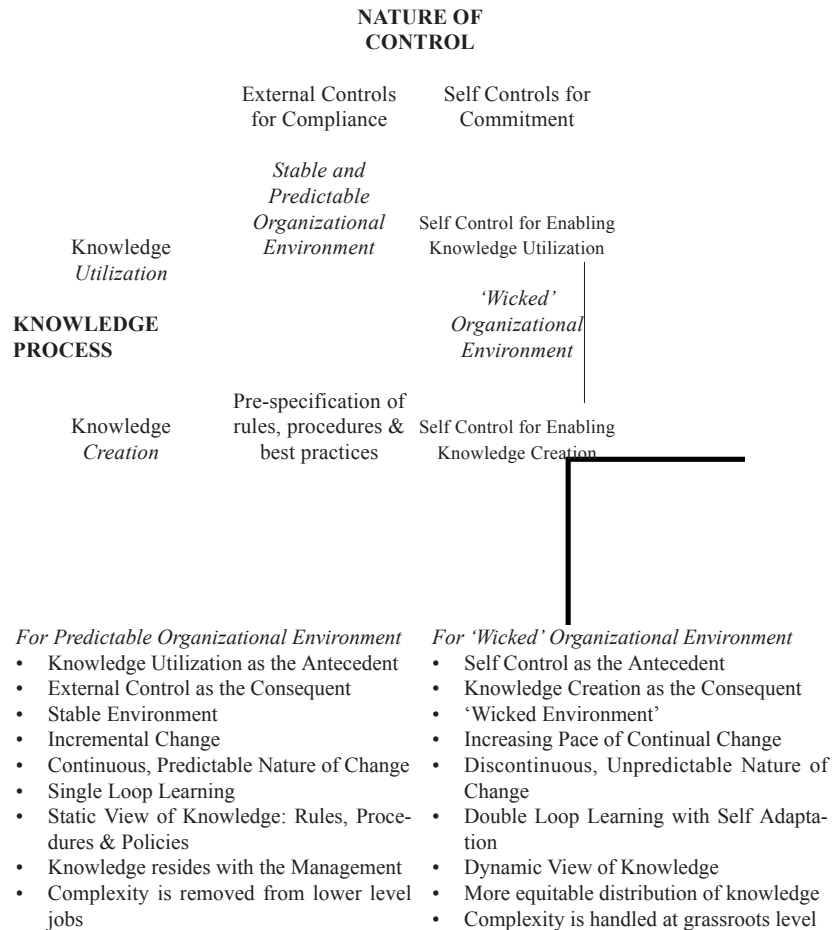 NATURE OF
CONTROL
External Controls
for Compliance
Self Controls for
Commitment
Stable and
Predictable
Organizational
Environment
Self Control for Enabling
Knowledge Utilization
Knowledge
Utilization
‘Wicked’
Organizational
Environment
KNOWLEDGE
PROCESS
Knowledge
Creation
Pre-specification of
rules, procedures &
best practices
Self Control for Enabling
Knowledge Creation
For Predictable Organizational Environment
• Knowledge Utilization as the Antecedent
• External Control as the Consequent
• Stable Environment
• Incremental Change
• Continuous, Predictable Nature of Change
• Single Loop Learning
• Static View of Knowledge: Rules, Proce-
dures & Policies
• Knowledge resides with the Management
• Complexity is removed from lower level
jobs
For ‘Wicked’ Organizational Environment
• Self Control as the Antecedent
• Knowledge Creation as the Consequent
• ‘Wicked Environment’
• Increasing Pace of Continual Change
• Discontinuous, Unpredictable Nature of
Change
• Double Loop Learning with Self Adapta-
tion
• Dynamic View of Knowledge
• More equitable distribution of knowledge
• Complexity is handled at grassroots level